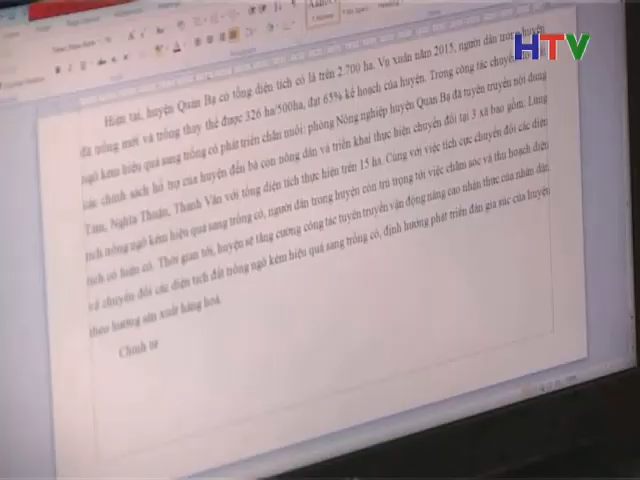 HTV
Hiện tại, huyện Quản Bạ có tổng diện tích cỏ là trên 2.700 ha. Vụ xuân năm 2015, người dân trong huyện
đã trồng mới và trồng thay thế được 326 ha/500ha, đạt 65% kế hoạch của huyện. Trong công tác chuyển
ngô kém hiệu quả sang trồng cỏ phát triển chăn nuôi: phòng Nông nghiệp huyện Quản Bạ đã tuyên truyền nội dung
các chính sách hỗ trợ của huyện đến bà con nông dân và triển khai thực hiện chuyển đổi tại 3 xã bao gồm: Lùng
Tám, Nghĩa Thuận, Thanh Vân với tổng diện tích thực hiện trên 15 ha. Cùng với việc tích cực chuyển đổi các diện
tích trồng ngô kém hiệu quả sang trồng cỏ, người dân trong huyện còn chú trọng tới việc chăm sóc và thu hoạch diện
tích cỏ hiện có. Thời gian tới, huyện sẽ tăng cường công tác tuyên truyền vận động nâng cao nhận thức của nhân dân
và chuyển đổi các diện tích đất trồng ngô kém hiệu quả sang trồng cỏ, định hướng phát triển đàn gia súc của huyện
theo hướng sản xuất hàng hoá.
Chính từ